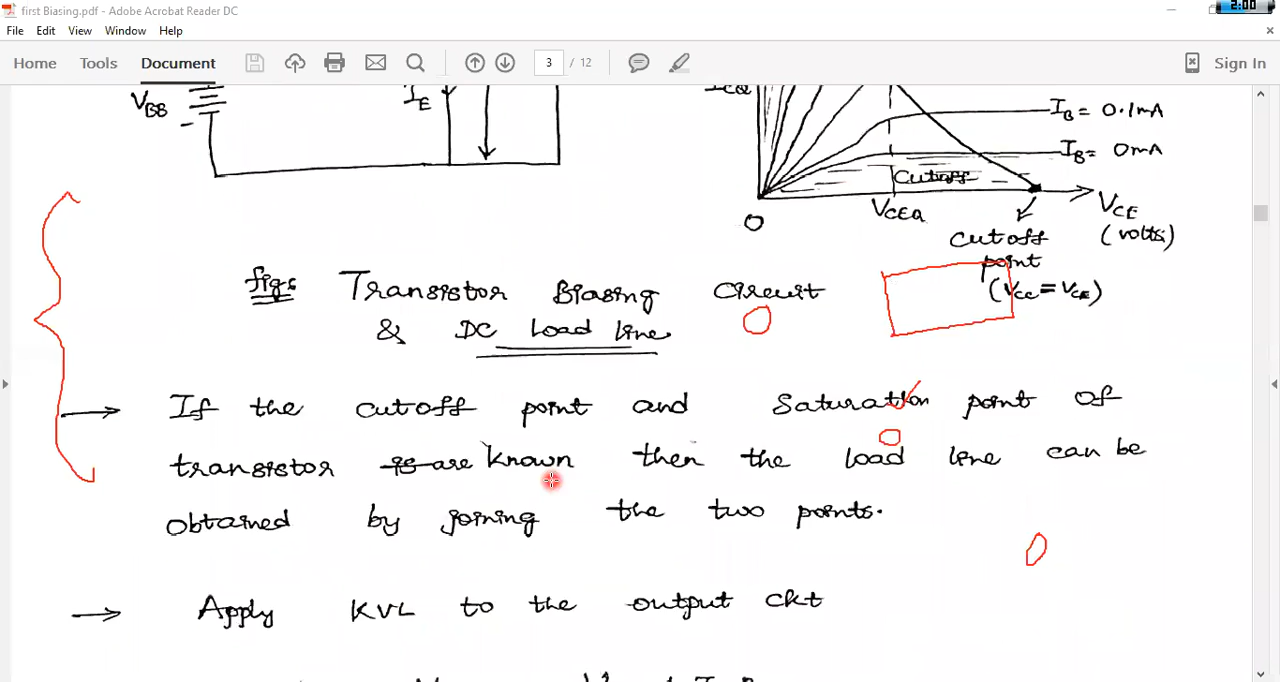 first Biasing.pdf - Adobe Acrobat Reader DC
2:00
File Edit View Window Help
Home Tools Document 3 / 12 Sign In
VBB
IE
ICQ
IB = 0.1mA
IB = 0mA
Cutoff
O
VCEQ
VCE
(volts)
Cutoff
point
(VCC = VCE)
fig: Transistor Biasing Circuit
& DC Load line
→ If the cutoff point and Saturation point of
transistor is are known then the load line can be
obtained by joining the two points.
→ Apply KVL to the output ckt